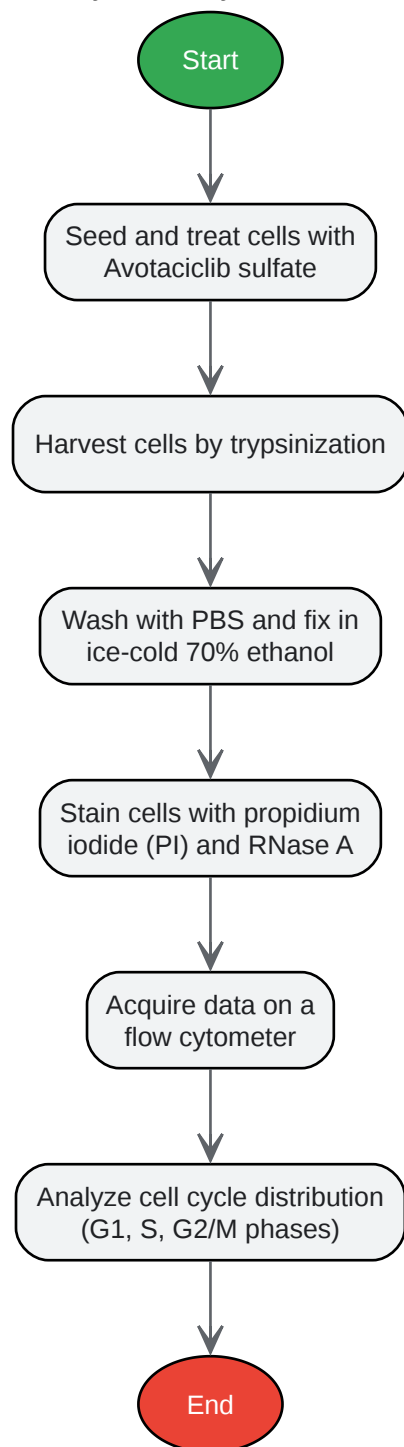 Start
Seed and treat cells with
Avotaciclib sulfate
Harvest cells by trypsinization
Wash with PBS and fix in
ice-cold 70% ethanol
Stain cells with propidium
iodide (PI) and RNase A
Acquire data on a
flow cytometer
Analyze cell cycle distribution
(G1, S, G2/M phases)
End